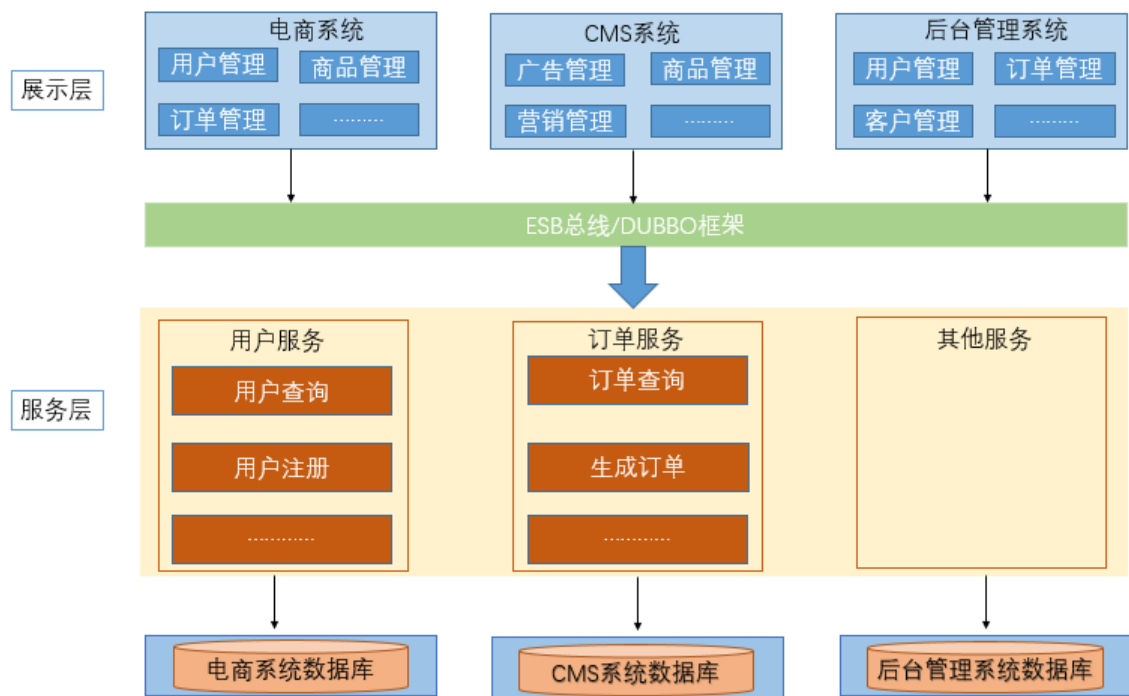 电商系统
用户管理
商品管理
订单管理
………
CMS系统
广告管理
商品管理
营销管理
………
后台管理系统
用户管理
订单管理
客户管理
………
展示层
ESB总线/DUBBO框架
服务层
用户服务
用户查询
用户注册
…………
订单服务
订单查询
生成订单
…………
其他服务
电商系统数据库
CMS系统数据库
后台管理系统数据库